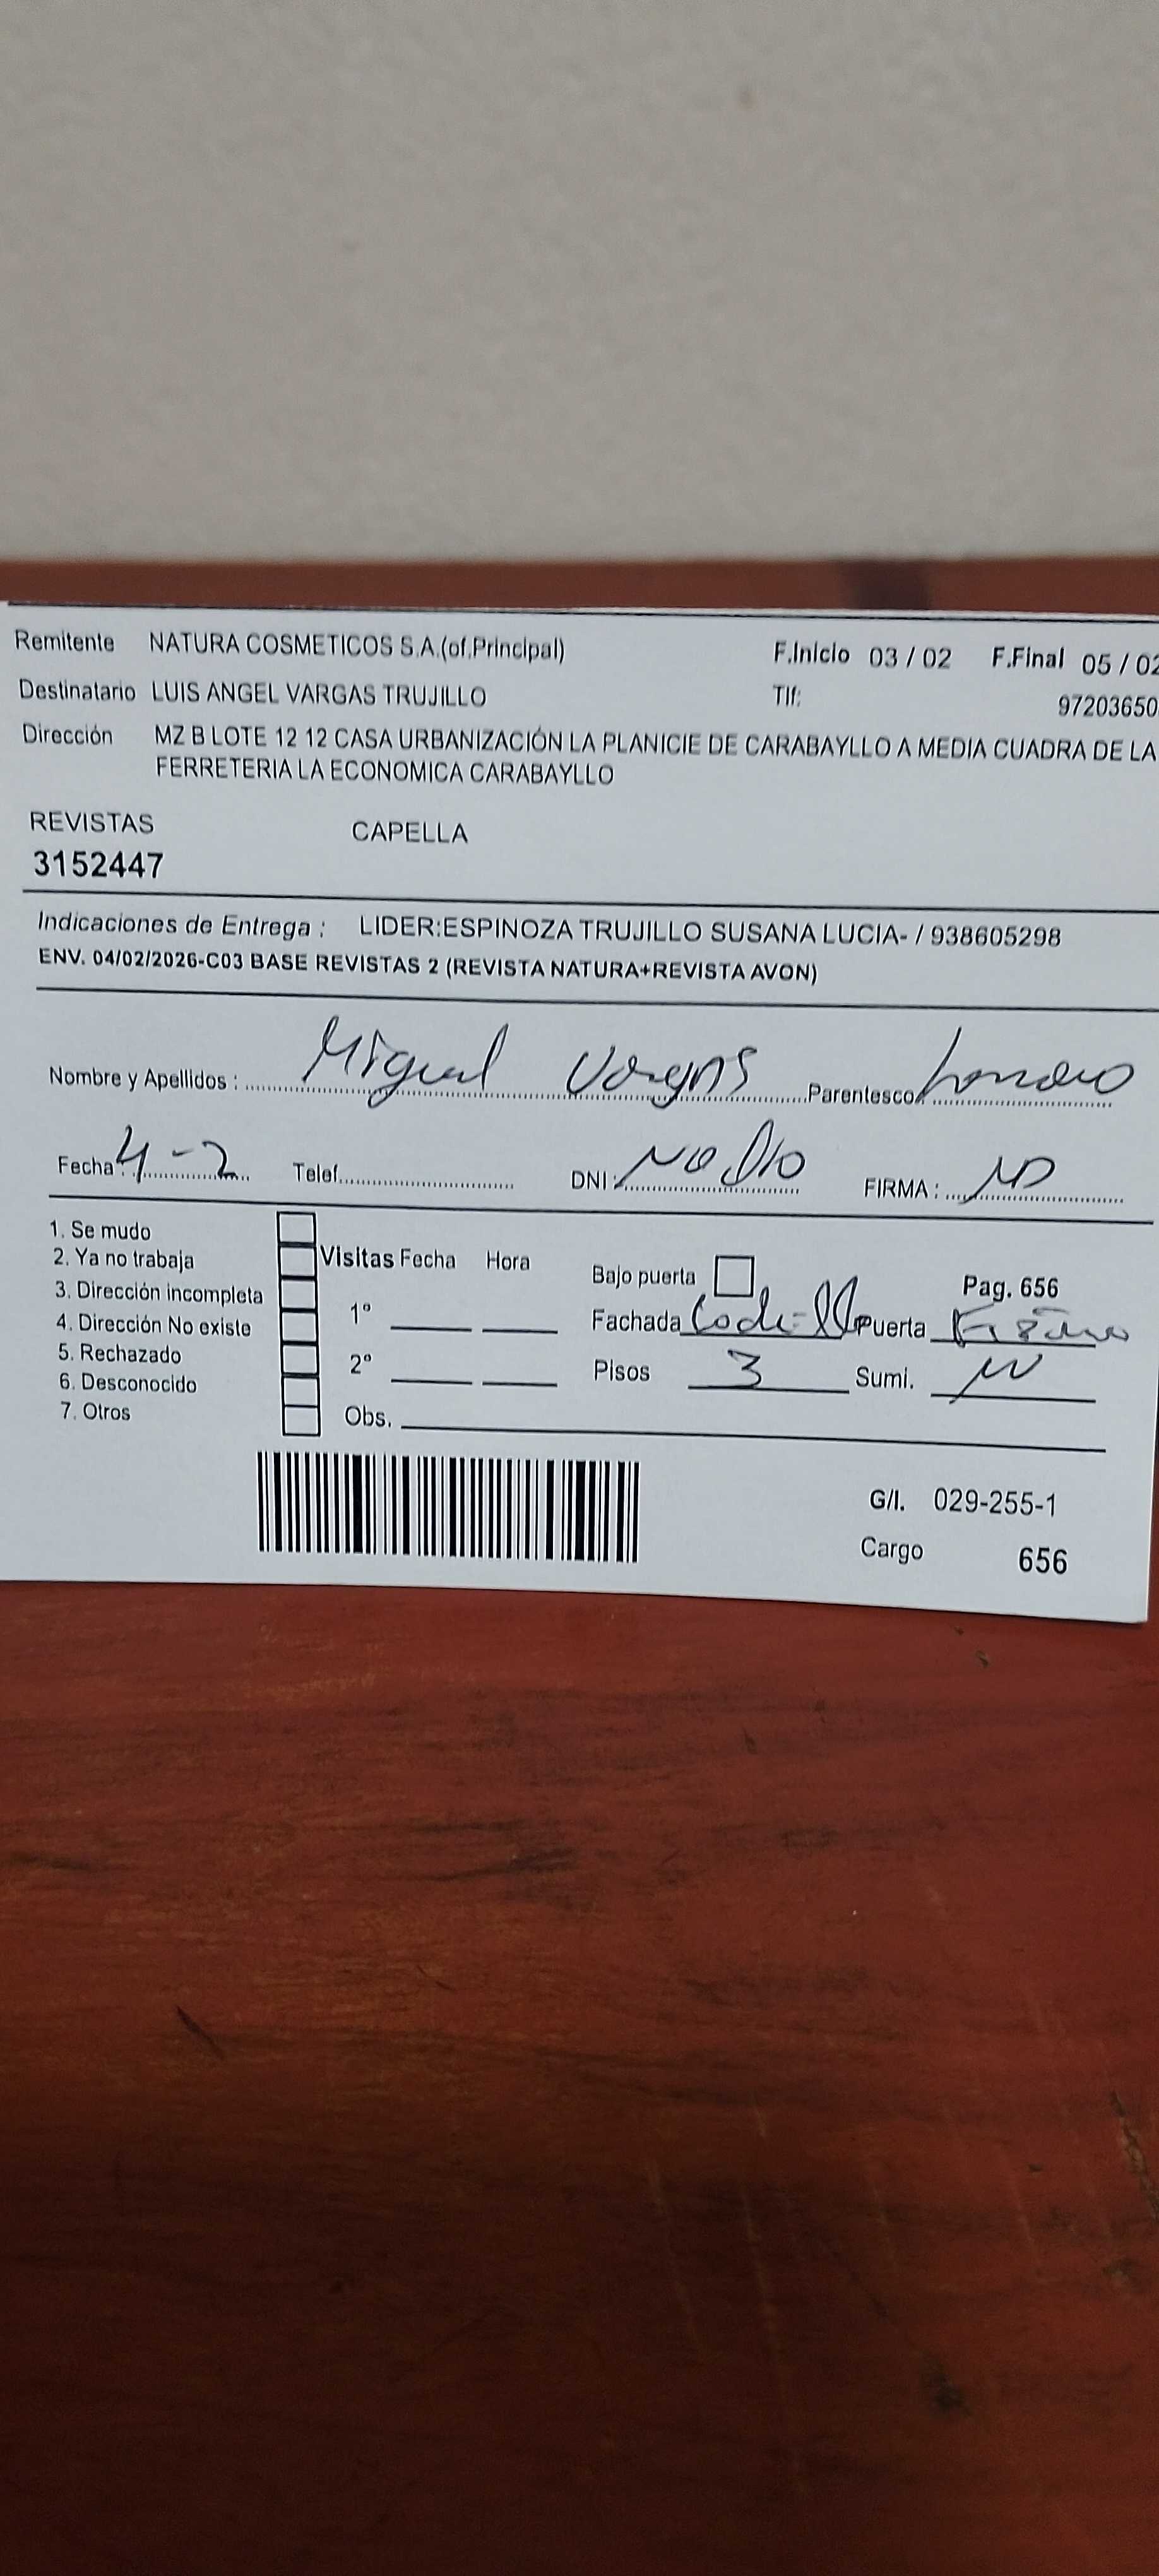 Remitente NATURA COSMETICOS S.A.(of.Principal) F.Inicio 03 / 02 F.Final 05 / 02
Destinatario LUIS ANGEL VARGAS TRUJILLO Tlf: 97203650
Dirección MZ B LOTE 12 12 CASA URBANIZACIÓN LA PLANICIE DE CARABAYLLO A MEDIA CUADRA DE LA
FERRETERIA LA ECONOMICA CARABAYLLO
REVISTAS CAPELLA
3152447
Indicaciones de Entrega : LIDER:ESPINOZA TRUJILLO SUSANA LUCIA- / 938605298
ENV. 04/02/2026-C03 BASE REVISTAS 2 (REVISTA NATURA+REVISTA AVON)
Nombre y Apellidos : Miguel Vargas Parentesco
Fecha : 4-2 Telef. DNI : No dio FIRMA :
1. Se mudo
2. Ya no trabaja Visitas Fecha Hora Bajo puerta Pag. 656
3. Dirección incompleta
4. Dirección No existe 1º Fachada Puerta
5. Rechazado 2º Pisos 3 Sumi.
6. Desconocido
7. Otros Obs.
G/I. 029-255-1
Cargo 656